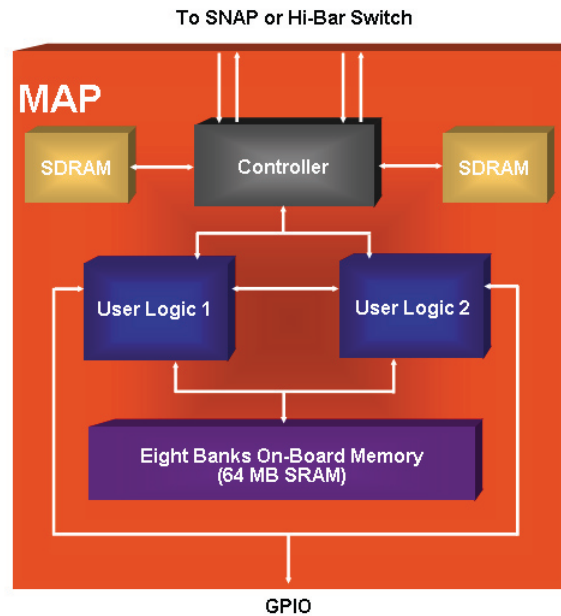 To SNAP or Hi-Bar Switch
MAP
SDRAM
Controller
SDRAM
User Logic 1
User Logic 2
Eight Banks On-Board Memory
(64 MB SRAM)
GPIO